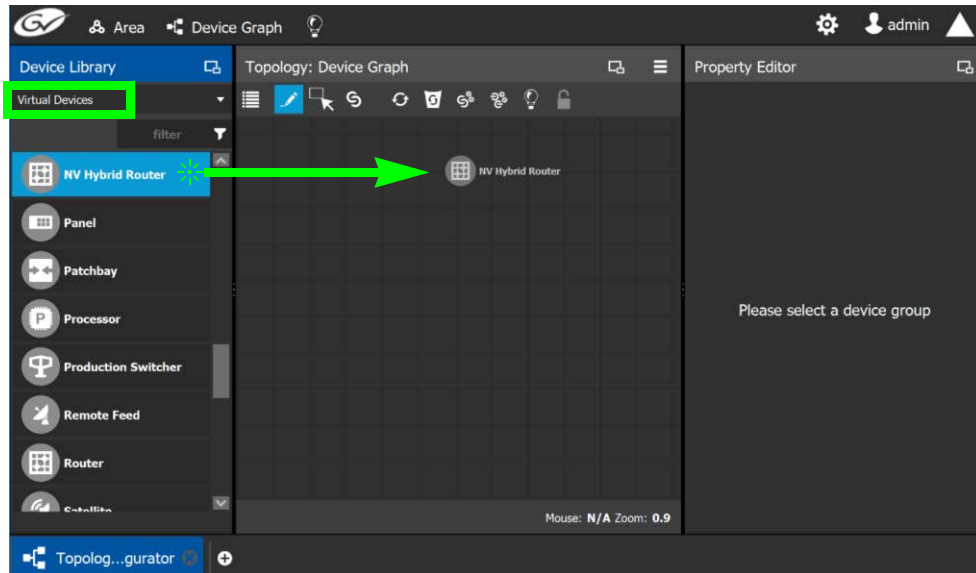 GV Area Device Graph admin
Device Library
Topology: Device Graph
Property Editor
Virtual Devices
filter
NV Hybrid Router
NV Hybrid Router
Panel
Patchbay
P Processor
Production Switcher
Remote Feed
Router
Satellite
Please select a device group
Mouse: N/A Zoom: 0.9
Topolog...gurator